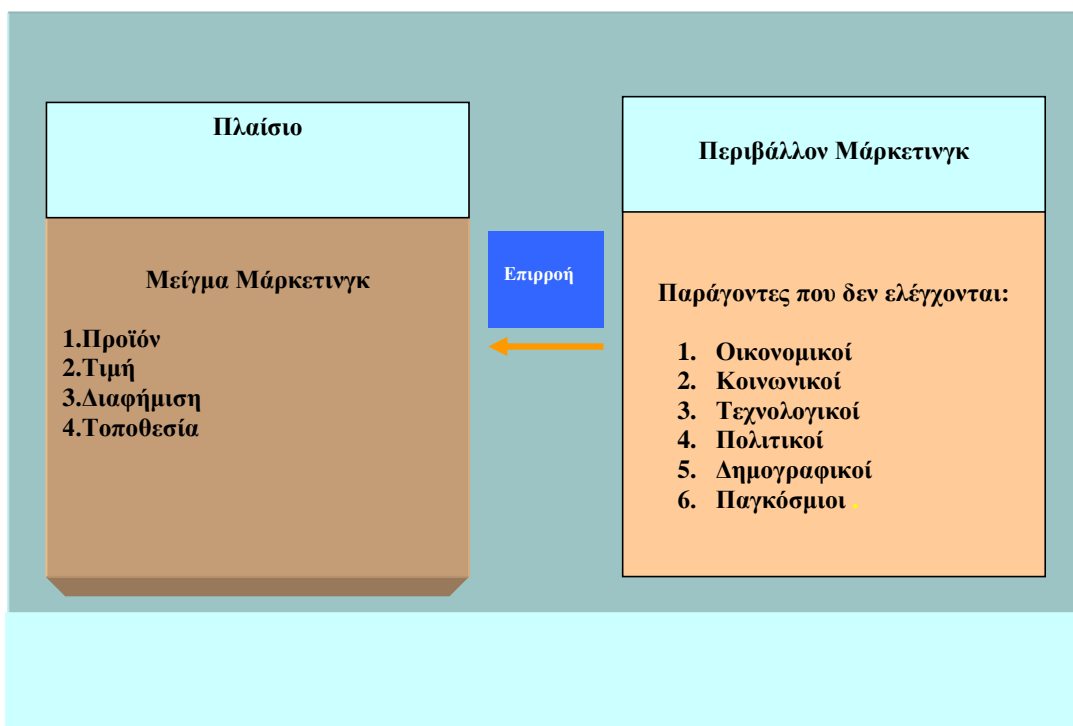 Πλαίσιο
Μείγμα Μάρκετινγκ
1.Προϊόν
2.Τιμή
3.Διαφήμιση
4.Τοποθεσία
Επιρροή
Περιβάλλον Μάρκετινγκ
Παράγοντες που δεν ελέγχονται:
1. Οικονομικοί
2. Κοινωνικοί
3. Τεχνολογικοί
4. Πολιτικοί
5. Δημογραφικοί
6. Παγκόσμιοι .